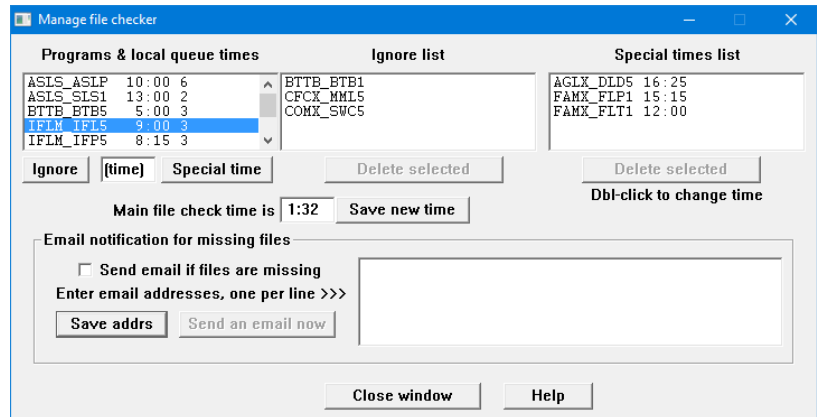 Manage file checker
Programs & local queue times
Ignore list
Special times list
ASLS_ASLP 10:00 6
ASLS_SLS1 13:00 2
BTTB_BTB5 5:00 3
IFLM_IFL5 9:00 3
IFLM_IFP5 8:15 3
BTTB_BTB1
CFCX_MML5
COMX_SWC5
AGLX_DLD5 16:25
FAMX_FLP1 15:15
FAMX_FLT1 12:00
Ignore (time) Special time
Delete selected
Delete selected
Dbl-click to change time
Main file check time is 1:32 Save new time
Email notification for missing files
Send email if files are missing
Enter email addresses, one per line >>>
Save addrs Send an email now
Close window Help